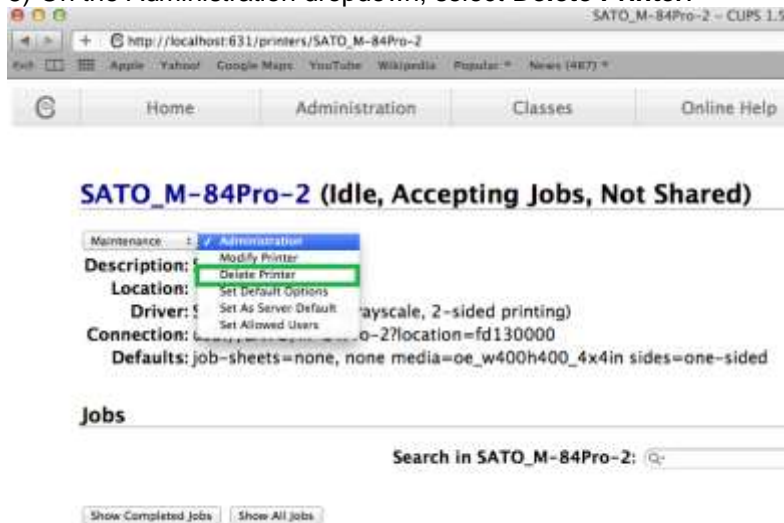 On the Administration dropdown, select Delete Printer.
SATO_M-84Pro-2 – CUPS 1.5
+ http://localhost:631/printers/SATO_M-84Pro-2
Apple Yahoo! Google Maps YouTube Wikipedia Popular News (487)
Home Administration Classes Online Help
SATO_M-84Pro-2 (Idle, Accepting Jobs, Not Shared)
Maintenance ✓ Administration
Modify Printer
Description:
Delete Printer
Location:
Set Default Options
Driver: Set As Server Default ayscale, 2-sided printing)
Set Allowed Users
Connection: o-2?location=fd130000
Defaults: job-sheets=none, none media=oe_w400h400_4x4in sides=one-sided
Jobs
Search in SATO_M-84Pro-2:
Show Completed Jobs Show All Jobs